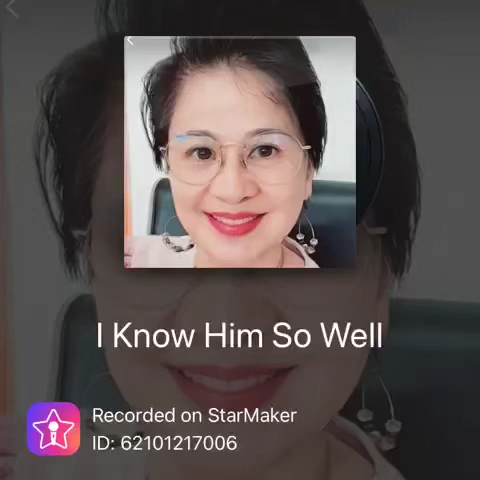 I Know Him So Well
Recorded on StarMaker
ID: 62101217006